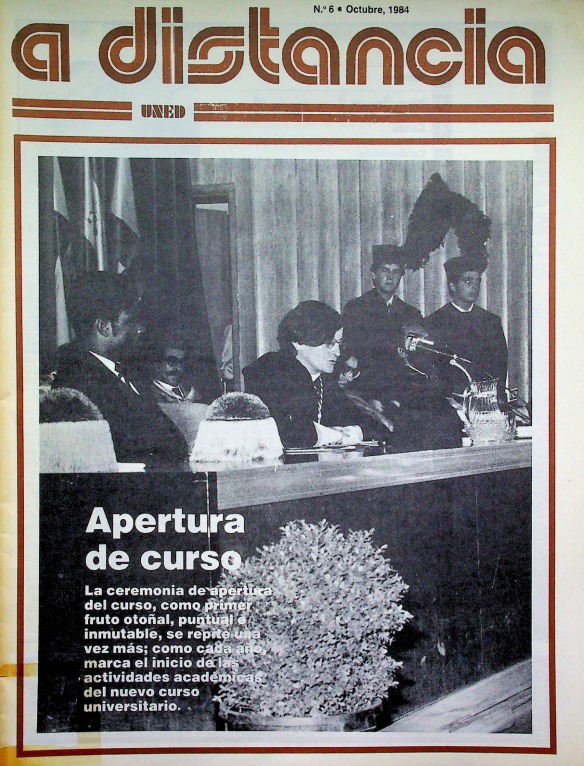 N.º 6 • Octubre, 1984
a distancia
UNED
Apertura
de curso
La ceremonia de apertura
del curso, como primer
fruto otoñal, puntual e
inmutable, se repite una
vez más; como cada año,
marca el inicio de las
actividades académicas
del nuevo curso
universitario.